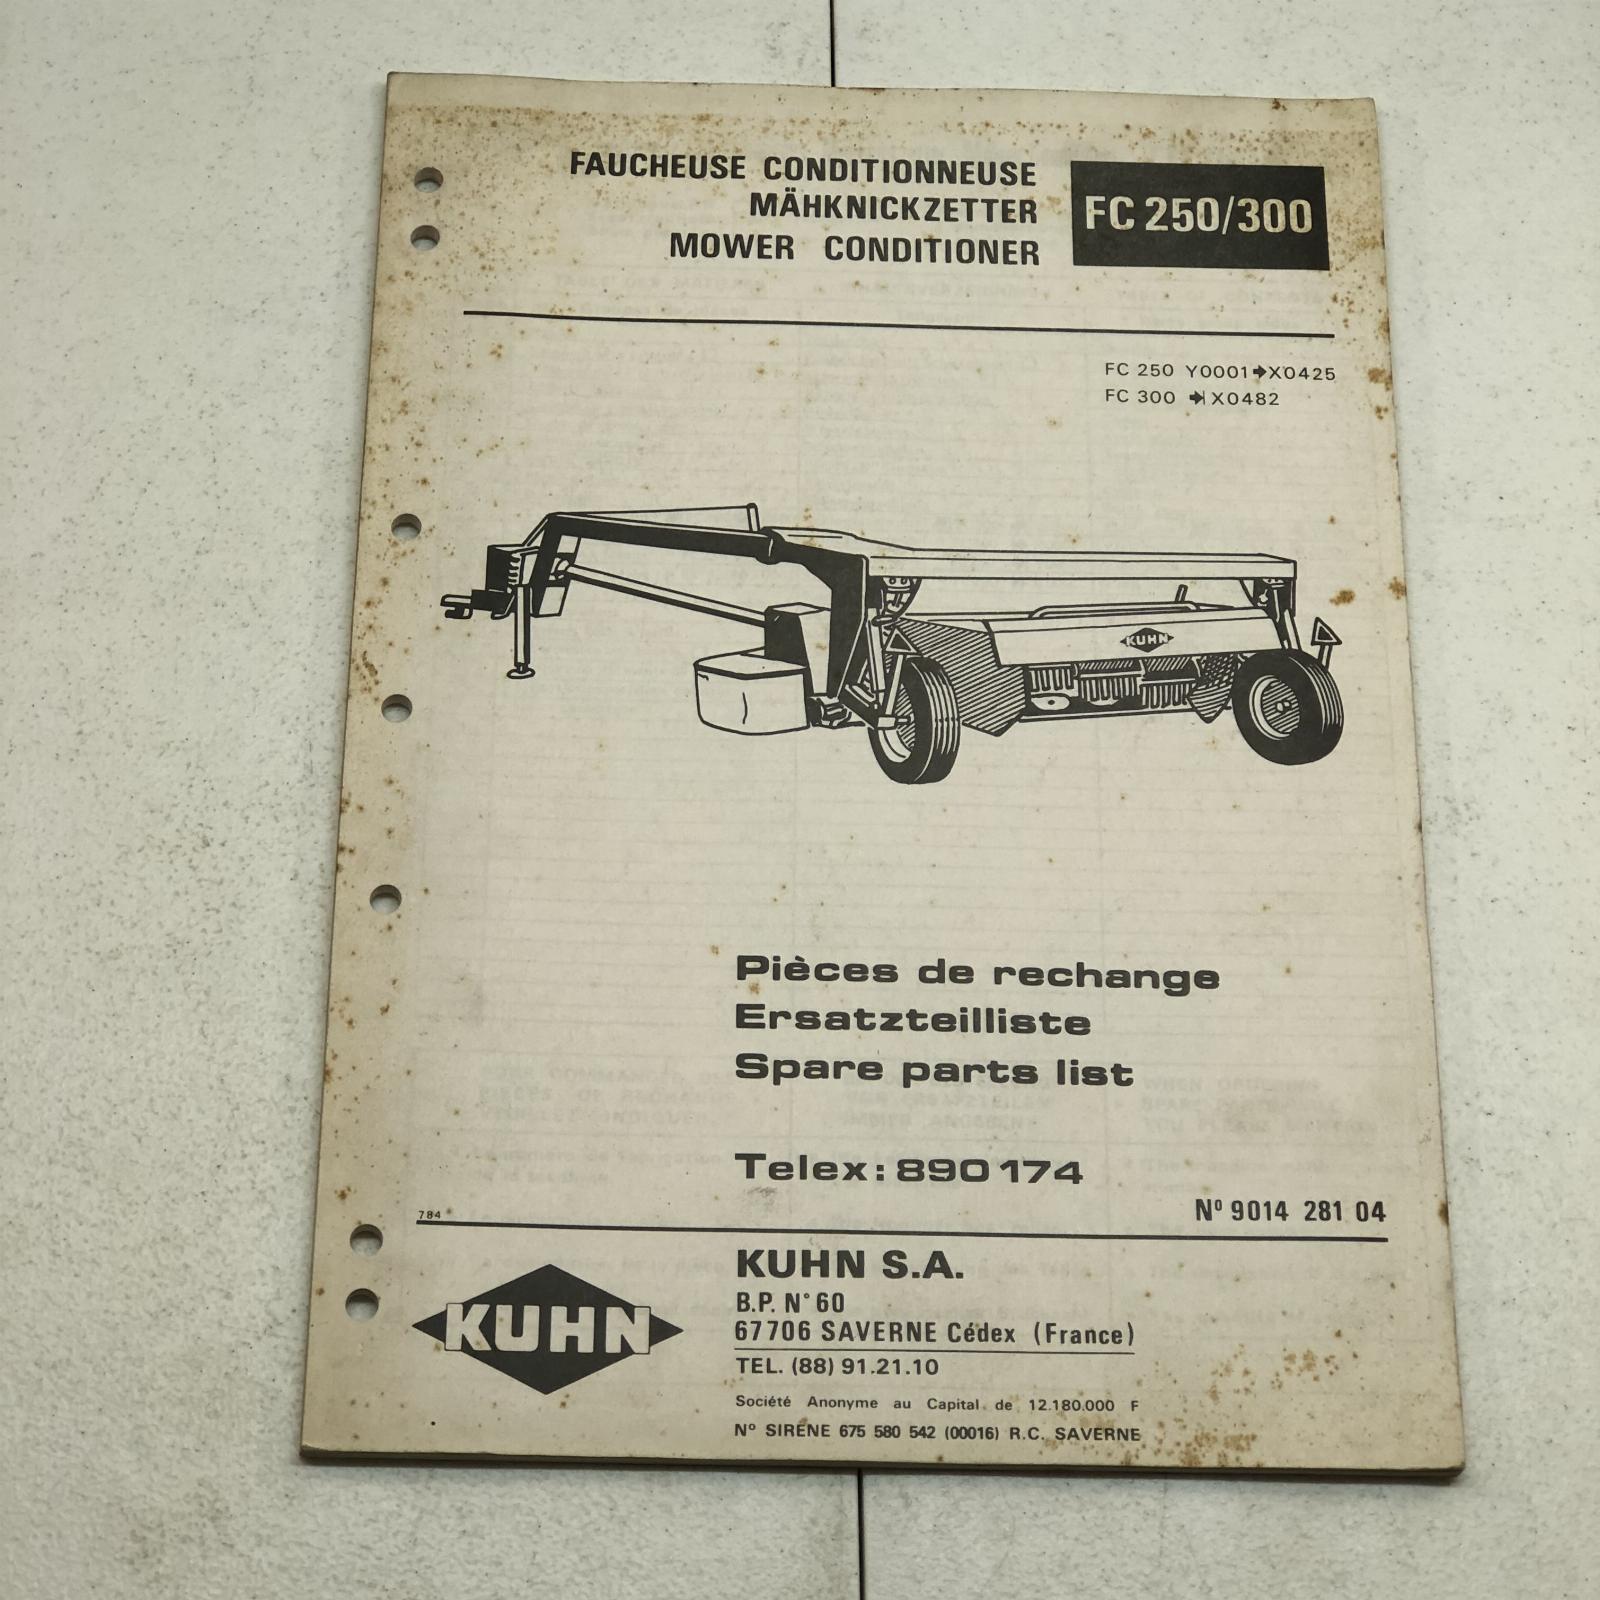 FAUCHEUSE CONDITIONNEUSE
MÄHKNICKZETTER
MOWER CONDITIONER
FC 250/300
FC 250 Y0001➔X0425
FC 300 ➔| X0482
KUHN
Pièces de rechange
Ersatzteilliste
Spare parts list
Telex: 890 174
Nº 9014 281 04
784
KUHN
KUHN S.A.
B.P. N° 60
67706 SAVERNE Cédex (France)
TEL. (88) 91.21.10
Société Anonyme au Capital de 12.180.000 F
Nº SIRENE 675 580 542 (00016) R.C. SAVERNE